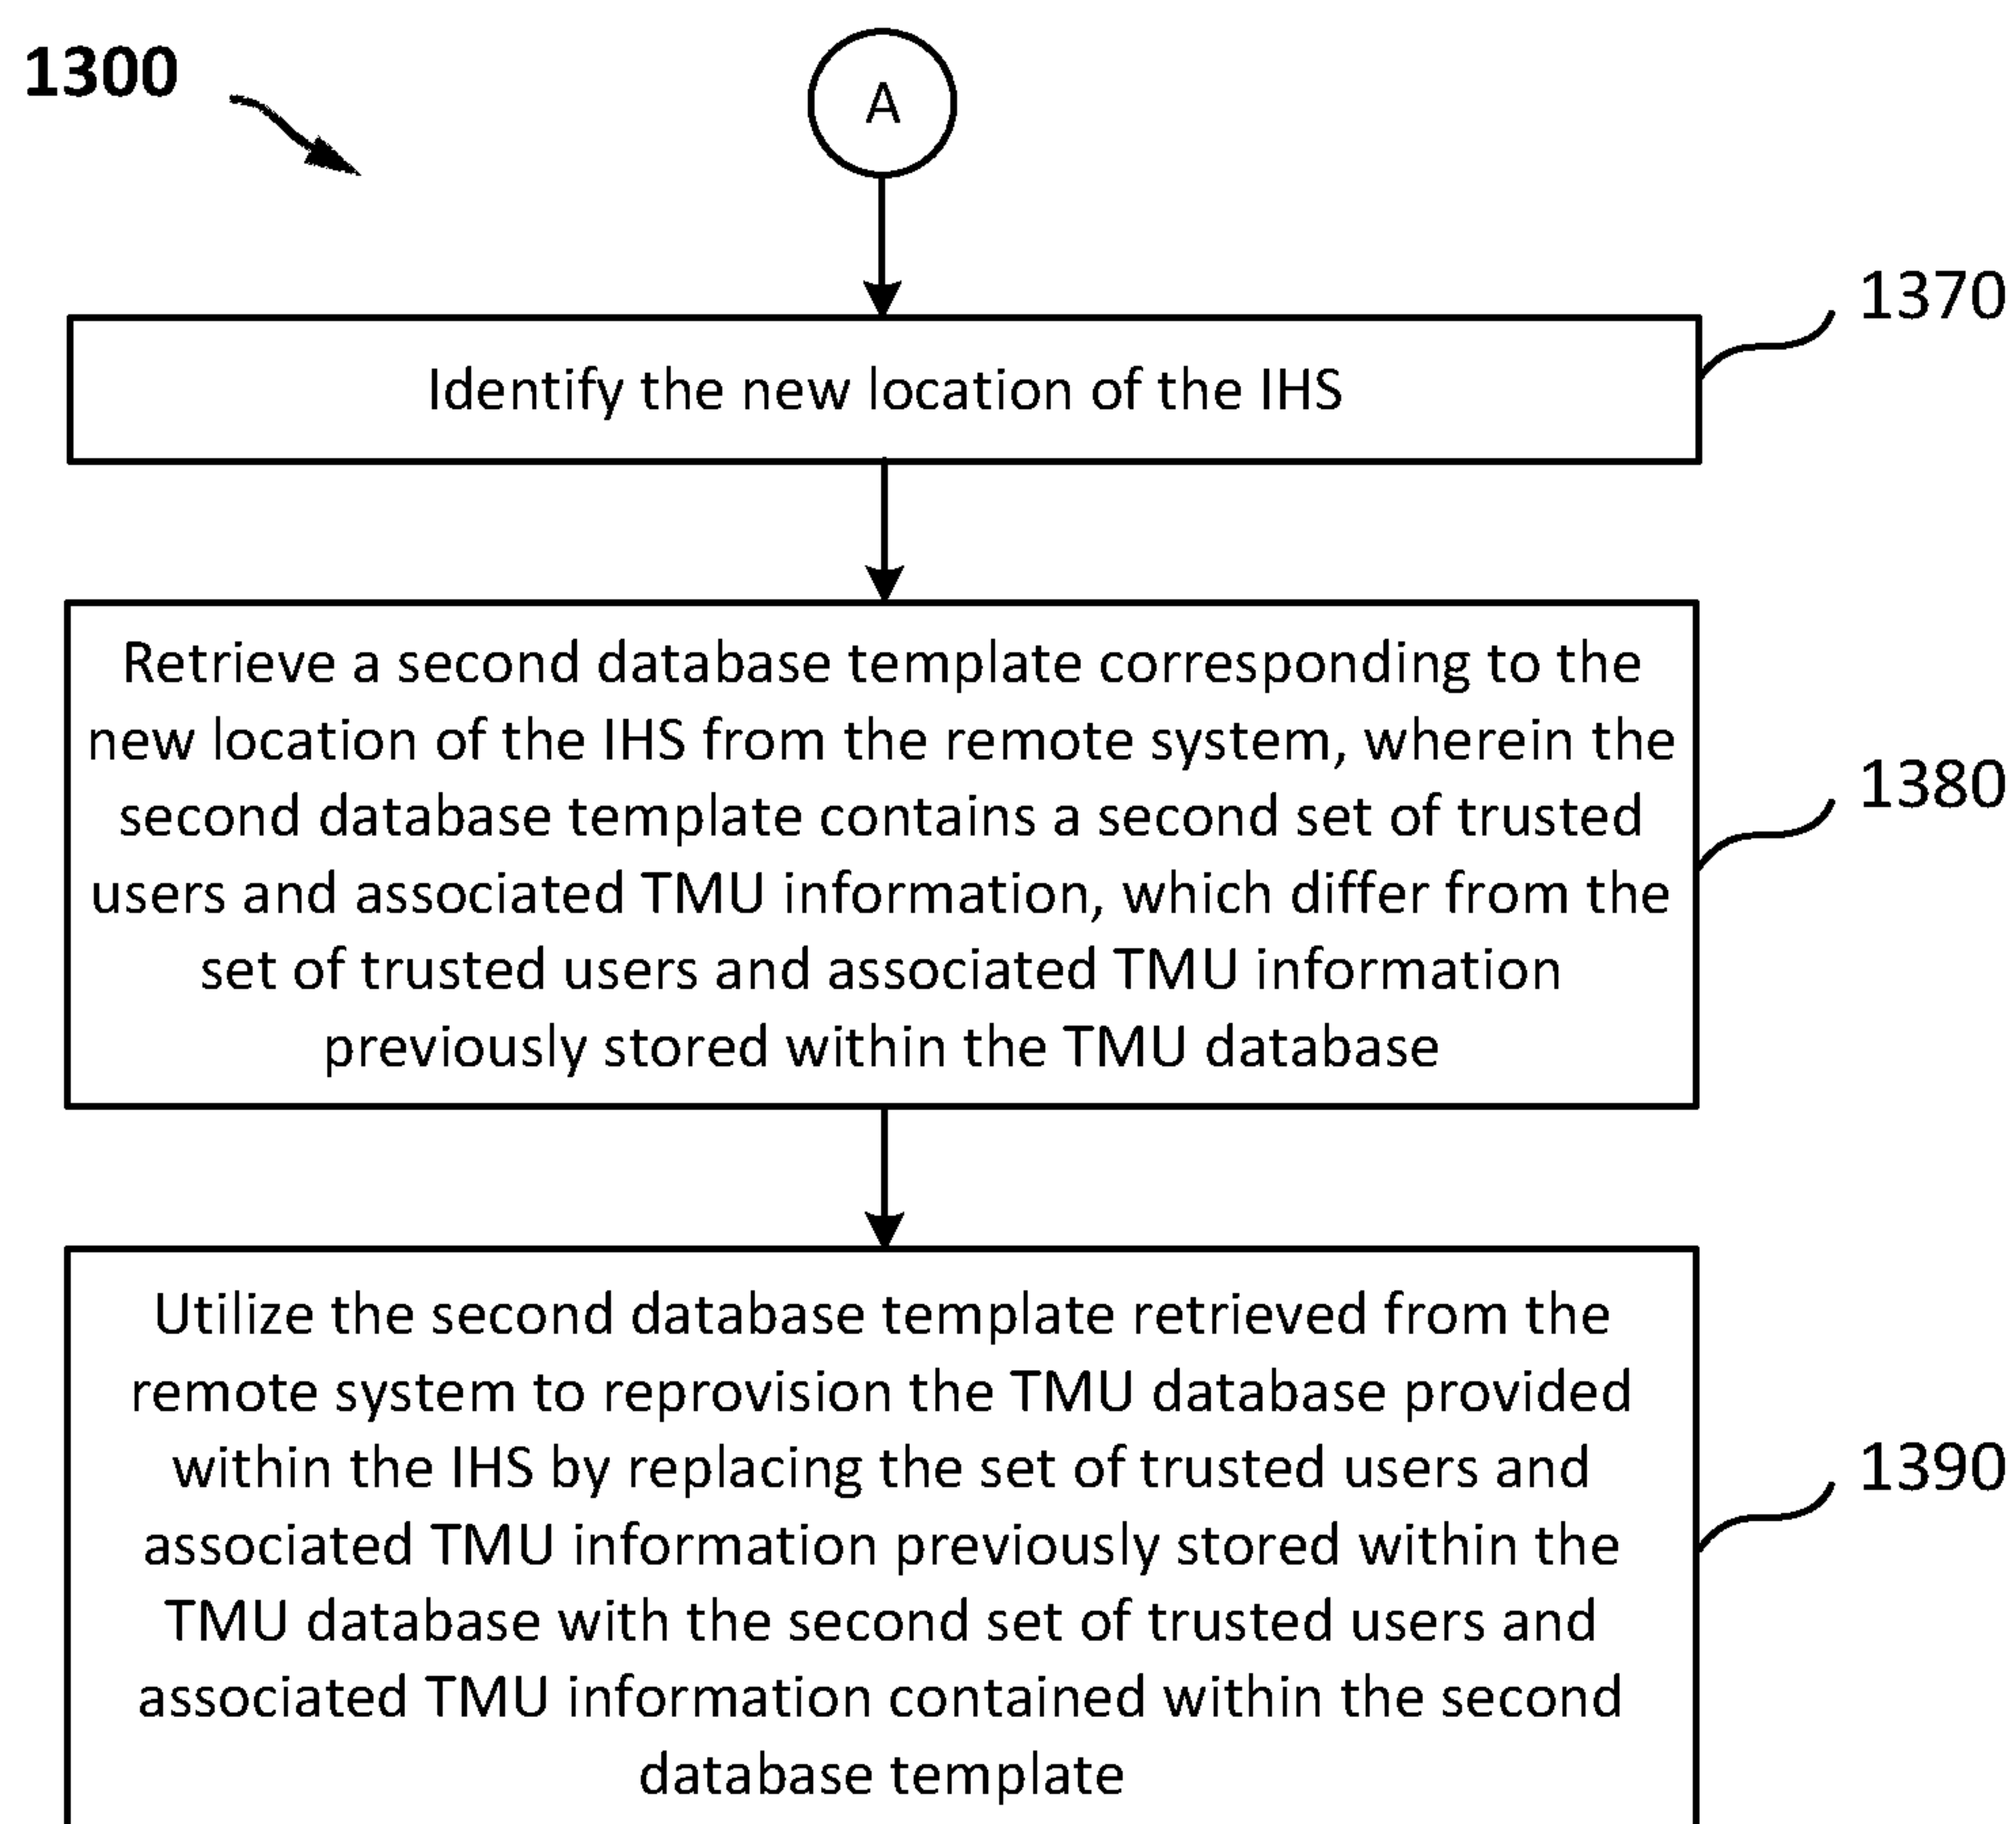 1300
A
1370
Identify the new location of the IHS
Retrieve a second database template corresponding to the
new location of the IHS from the remote system, wherein the
second database template contains a second set of trusted
users and associated TMU information, which differ from the
set of trusted users and associated TMU information
previously stored within the TMU database
1380
Utilize the second database template retrieved from the
remote system to reprovision the TMU database provided
within the IHS by replacing the set of trusted users and
associated TMU information previously stored within the
TMU database with the second set of trusted users and
associated TMU information contained within the second
database template
1390